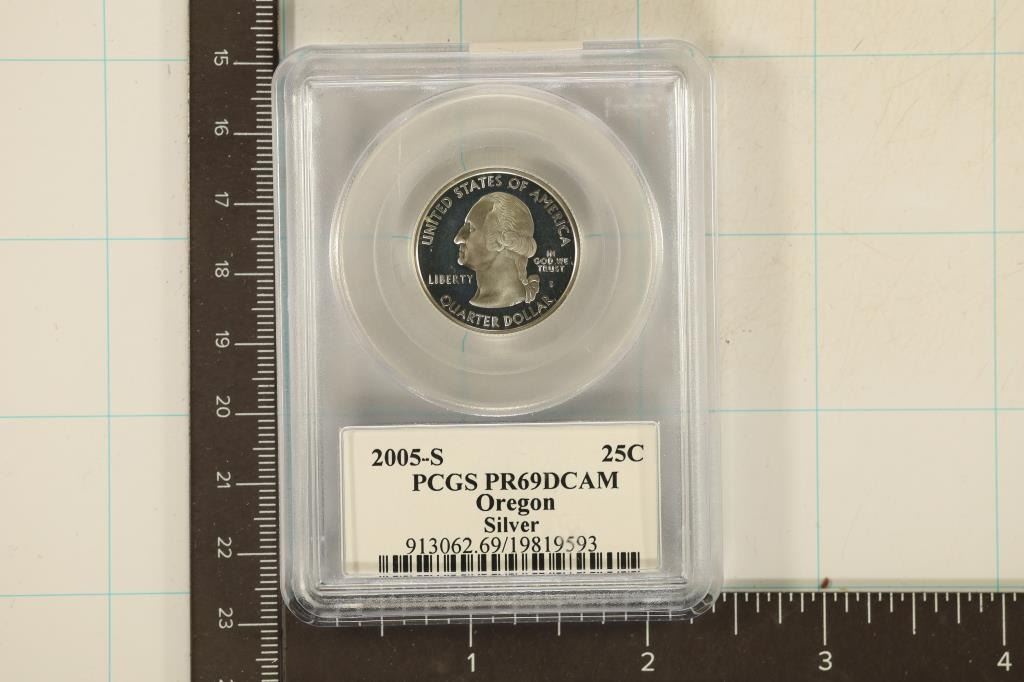 15
16
17
18
19
20
21
22
23
UNITED STATES OF AMERICA
LIBERTY
IN
GOD WE
TRUST
S
QUARTER DOLLAR
2005-S 25C
PCGS PR69DCAM
Oregon
Silver
913062.69/19819593
1 2 3 4